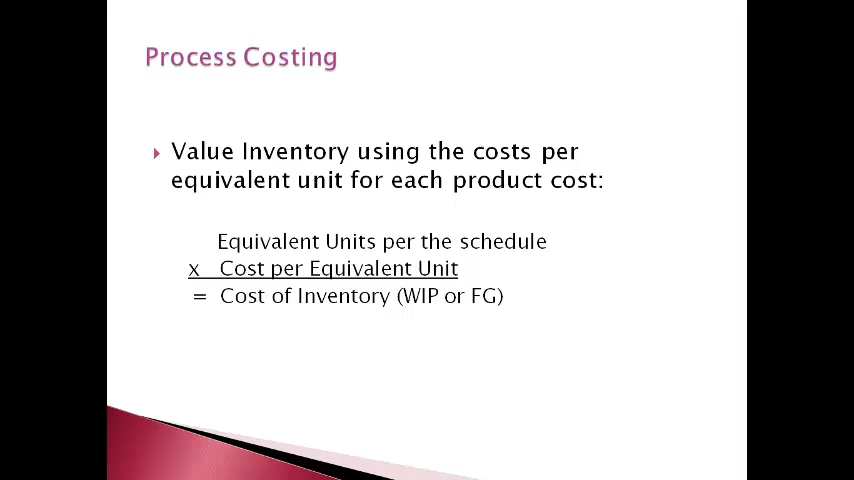 Process Costing
Value Inventory using the costs per
equivalent unit for each product cost:
Equivalent Units per the schedule
x Cost per Equivalent Unit
= Cost of Inventory (WIP or FG)